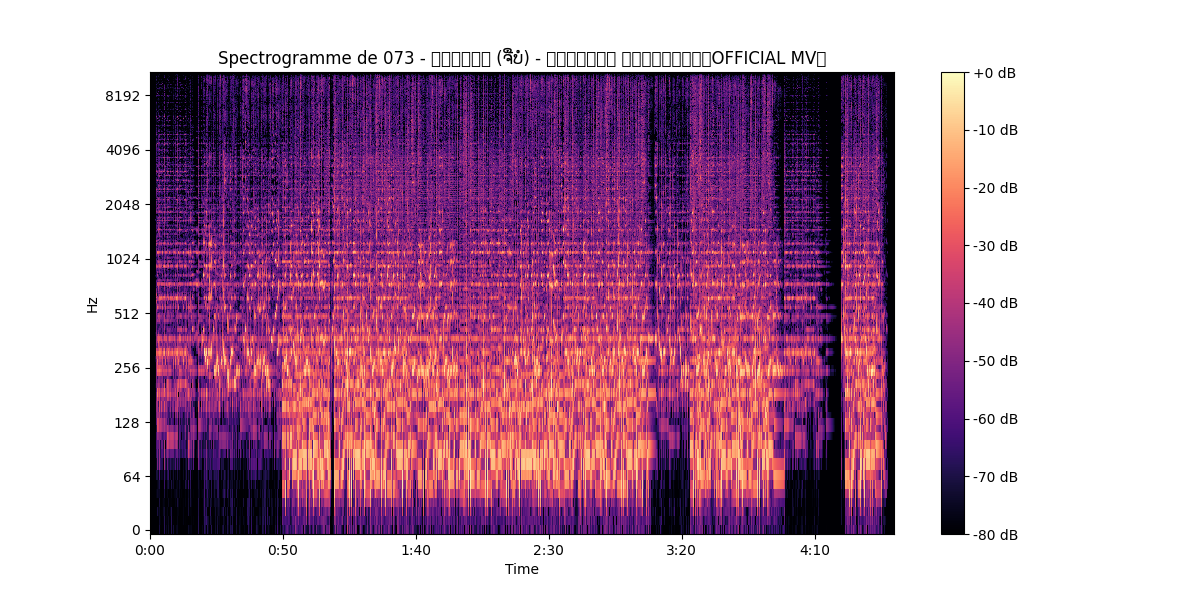 Spectrogramme de 073 - □□□□□□ ( ) - □□□□□□□ □□□□□□□□□OFFICIAL MV□
8192
4096
2048
1024
512
256
128
64
0
Hz
0:00 0:50 1:40 2:30 3:20 4:10
Time
+0 dB
-10 dB
-20 dB
-30 dB
-40 dB
-50 dB
-60 dB
-70 dB
-80 dB